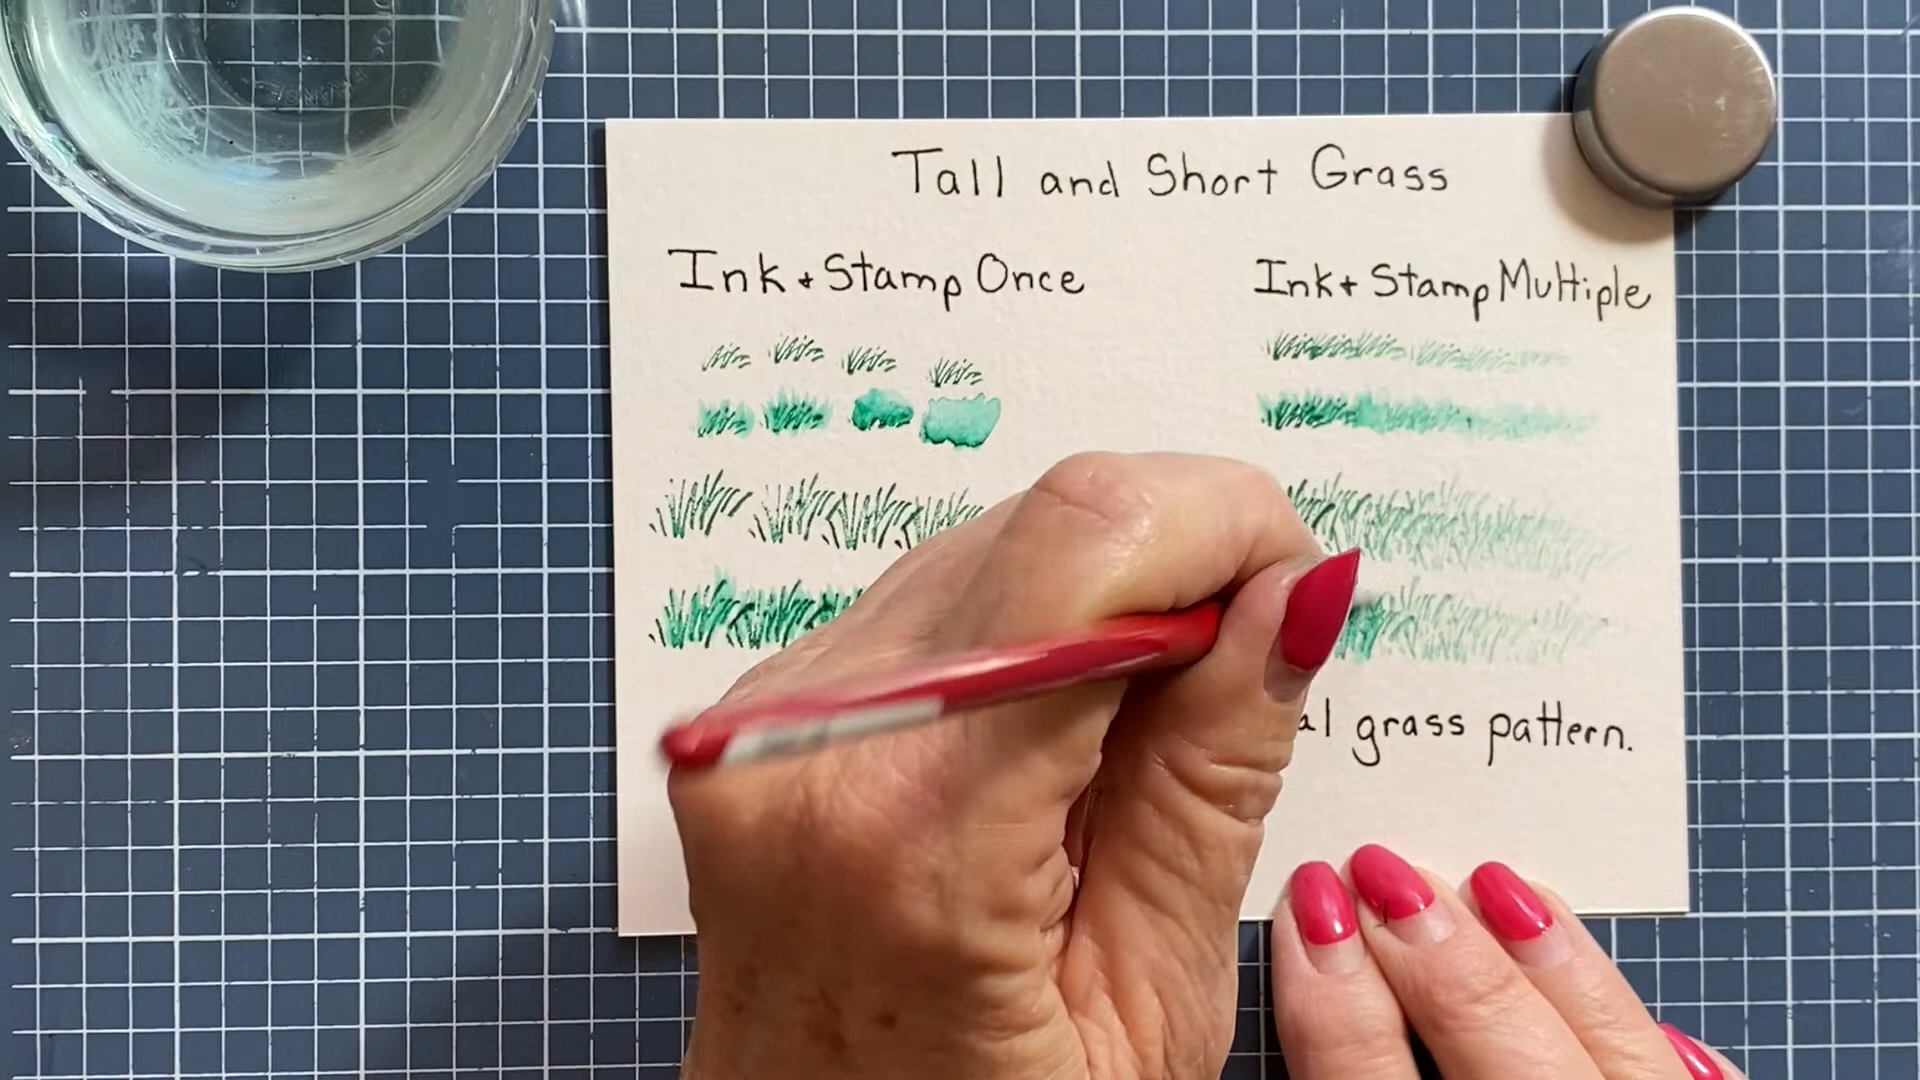 Tall and Short Grass
Ink + Stamp Once
Ink + Stamp Multiple
grass pattern.